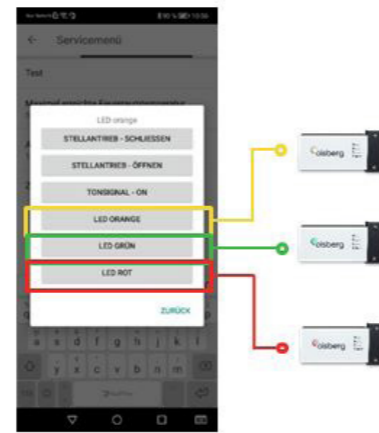 Servicemenü
Test
LED orange
STELLANTRIEB - SCHLIESSEN
STELLANTRIEB - ÖFFNEN
TONSIGNAL - ON
LED ORANGE
LED GRÜN
LED ROT
ZURÜCK
a s d f g h j k l
y x c v b n m
oisberg
oisberg
oisberg